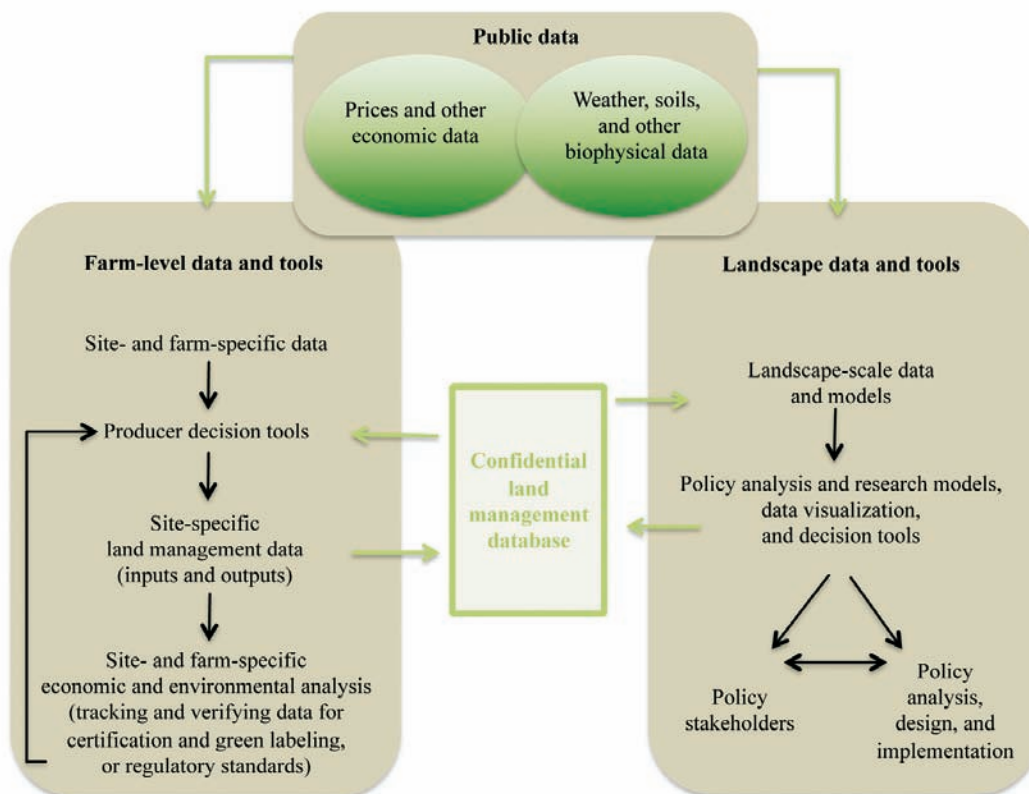 Public data
Prices and other
economic data
Weather, soils,
and other
biophysical data
Farm-level data and tools
Site- and farm-specific data
Producer decision tools
Site-specific
land management data
(inputs and outputs)
Site- and farm-specific
economic and environmental analysis
(tracking and verifying data for
certification and green labeling,
or regulatory standards)
Confidential
land
management
database
Landscape data and tools
Landscape-scale data
and models
Policy analysis and research models,
data visualization,
and decision tools
Policy
stakeholders
Policy
analysis,
design, and
implementation